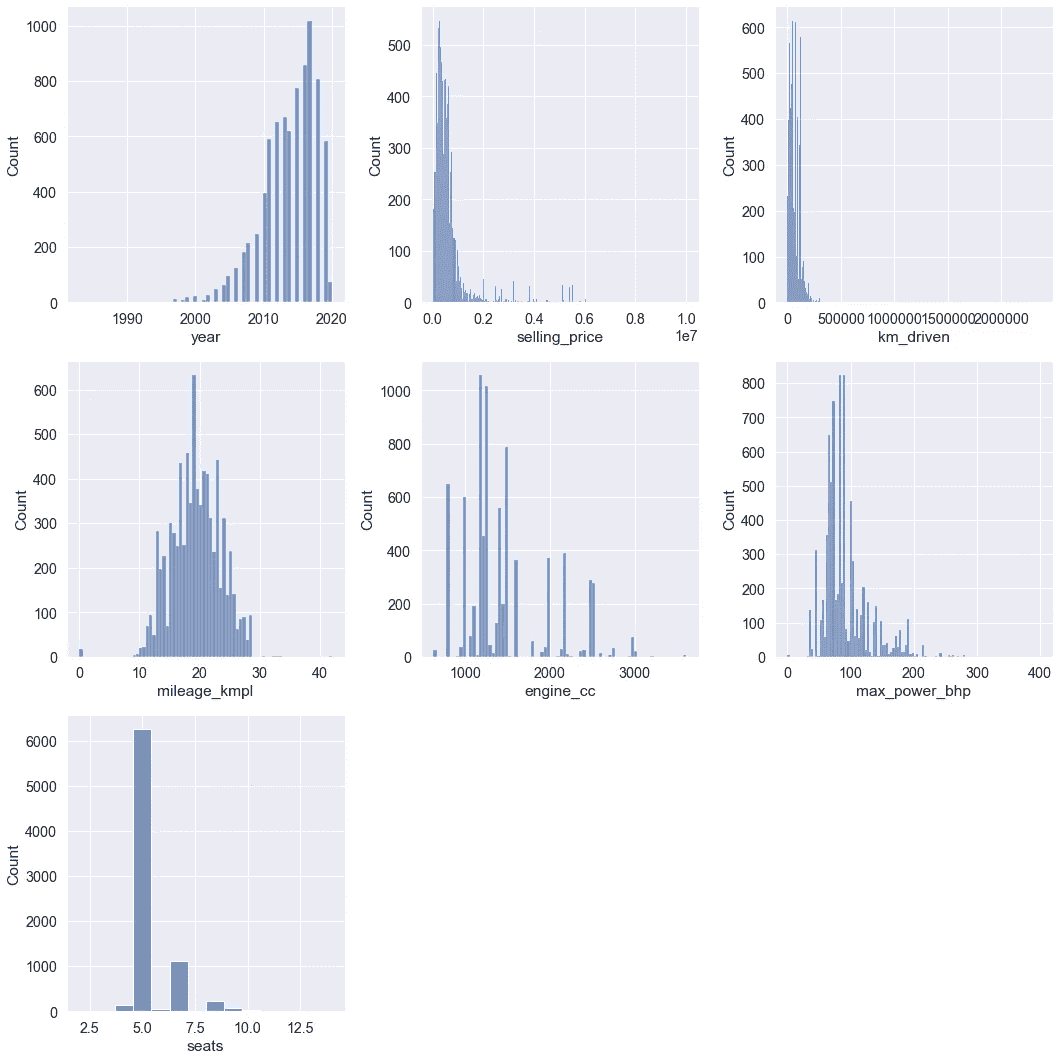 1000
800
600
400
200
0
Count
1990 2000 2010 2020
year
500
400
300
200
100
0
Count
0.0 0.2 0.4 0.6 0.8 1.0
1e7
selling_price
600
500
400
300
200
100
0
Count
0 500000 1000000 1500000 2000000
km_driven
600
500
400
300
200
100
0
Count
0 10 20 30 40
mileage_kmpl
1000
800
600
400
200
0
Count
1000 2000 3000
engine_cc
800
700
600
500
400
300
200
100
0
Count
0 100 200 300 400
max_power_bhp
6000
5000
4000
3000
2000
1000
0
Count
2.5 5.0 7.5 10.0 12.5
seats